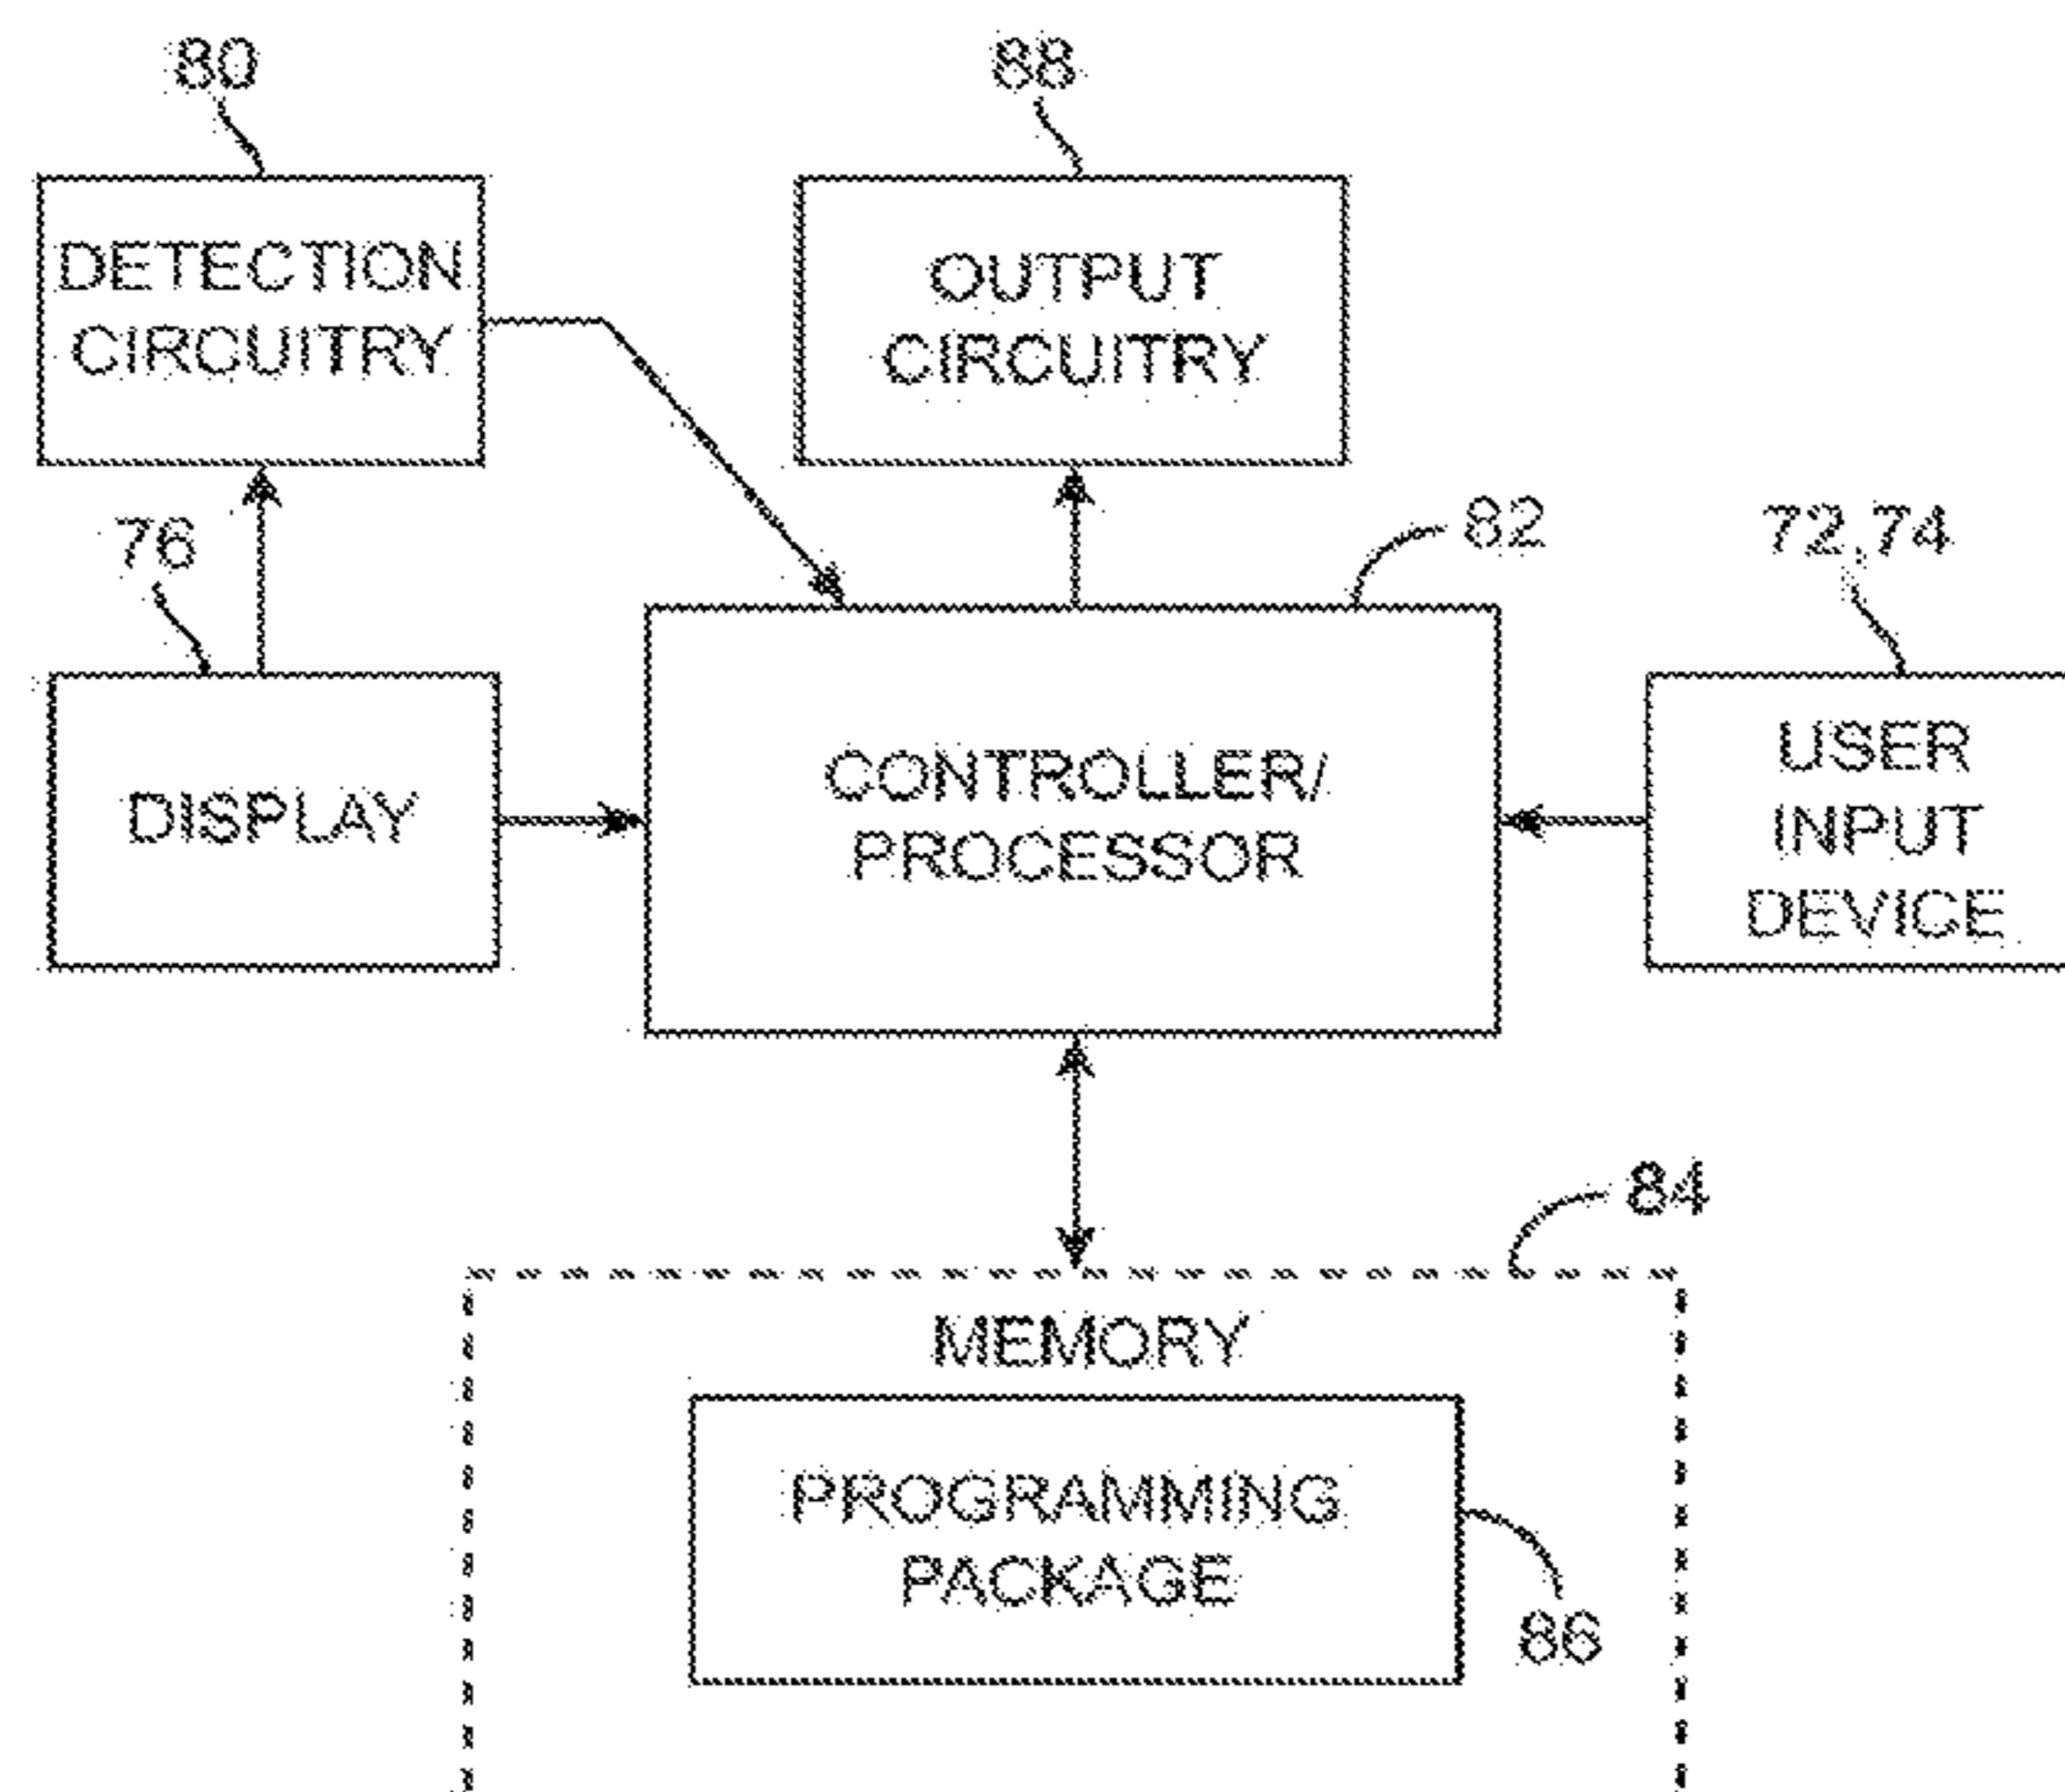 80
88
DETECTION
CIRCUITRY
OUTPUT
CIRCUITRY
76
82
72,74
DISPLAY
CONTROLLER/
PROCESSOR
USER
INPUT
DEVICE
84
MEMORY
PROGRAMMING
PACKAGE
86